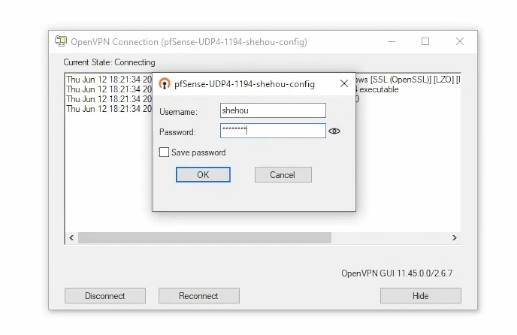 OpenVPN Connection (pfSense-UDP4-1194-shehou-config)
Current State: Connecting
Thu Jun 12 18:21:34 20
ows [SSL (OpenSSL)] [LZO] [
Thu Jun 12 18:21:34 20
executable
Thu Jun 12 18:21:34 20
Thu Jun 12 18:21:34 20
pfSense-UDP4-1194-shehou-config
Username: shehou
Password: ********
Save password
OK Cancel
OpenVPN GUI 11.45.0.0/2.6.7
Disconnect Reconnect Hide